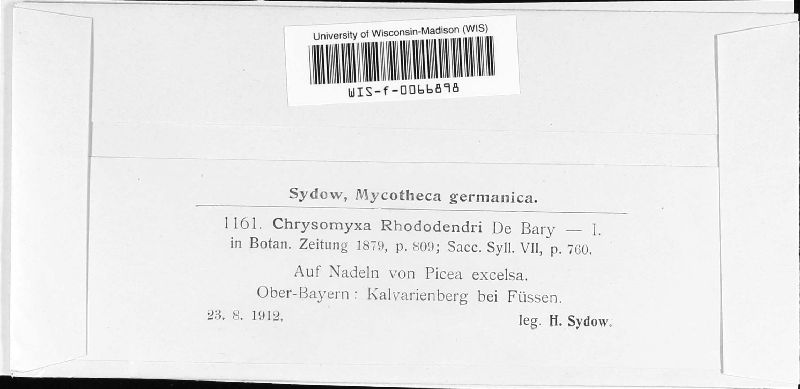 University of Wisconsin-Madison (WIS)
WIS-f-0066898
Sydow, Mycotheca germanica.
1161. Chrysomyxa Rhododendri De Bary — I.
in Botan. Zeitung 1879, p. 809; Sacc. Syll. VII, p. 760.
Auf Nadeln von Picea excelsa.
Ober-Bayern: Kalvarienberg bei Füssen.
23. 8. 1912. leg. H. Sydow.